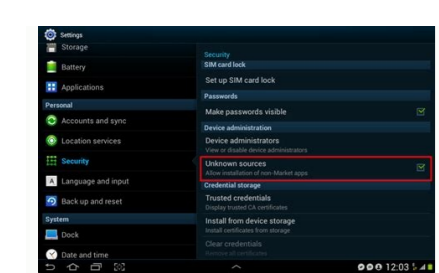 Settings
Storage
Battery
Applications
Personal
Accounts and sync
Location services
Security
Language and input
Back up and reset
System
Dock
Date and time
Security
SIM card lock
Set up SIM card lock
Passwords
Make passwords visible
Device administration
Device administrators
View or disable device administrators
Unknown sources
Allow installation of non-Market apps
Credential storage
Trusted credentials
Display trusted CA certificates
Install from device storage
Install certificates from storage
Clear credentials
Remove all certificates
12:03